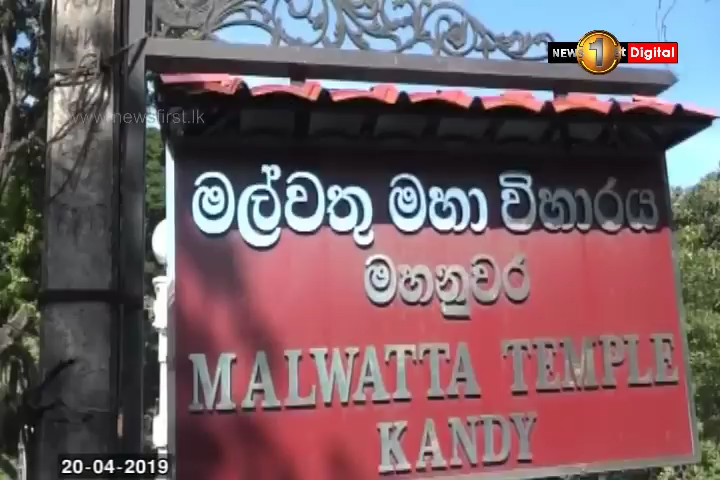 NEWS 1st Digital
www.newsfirst.lk
මල්වතු මහා විහාරය
මහනුවර
MALWATTA TEMPLE
KANDY
20-04-2019